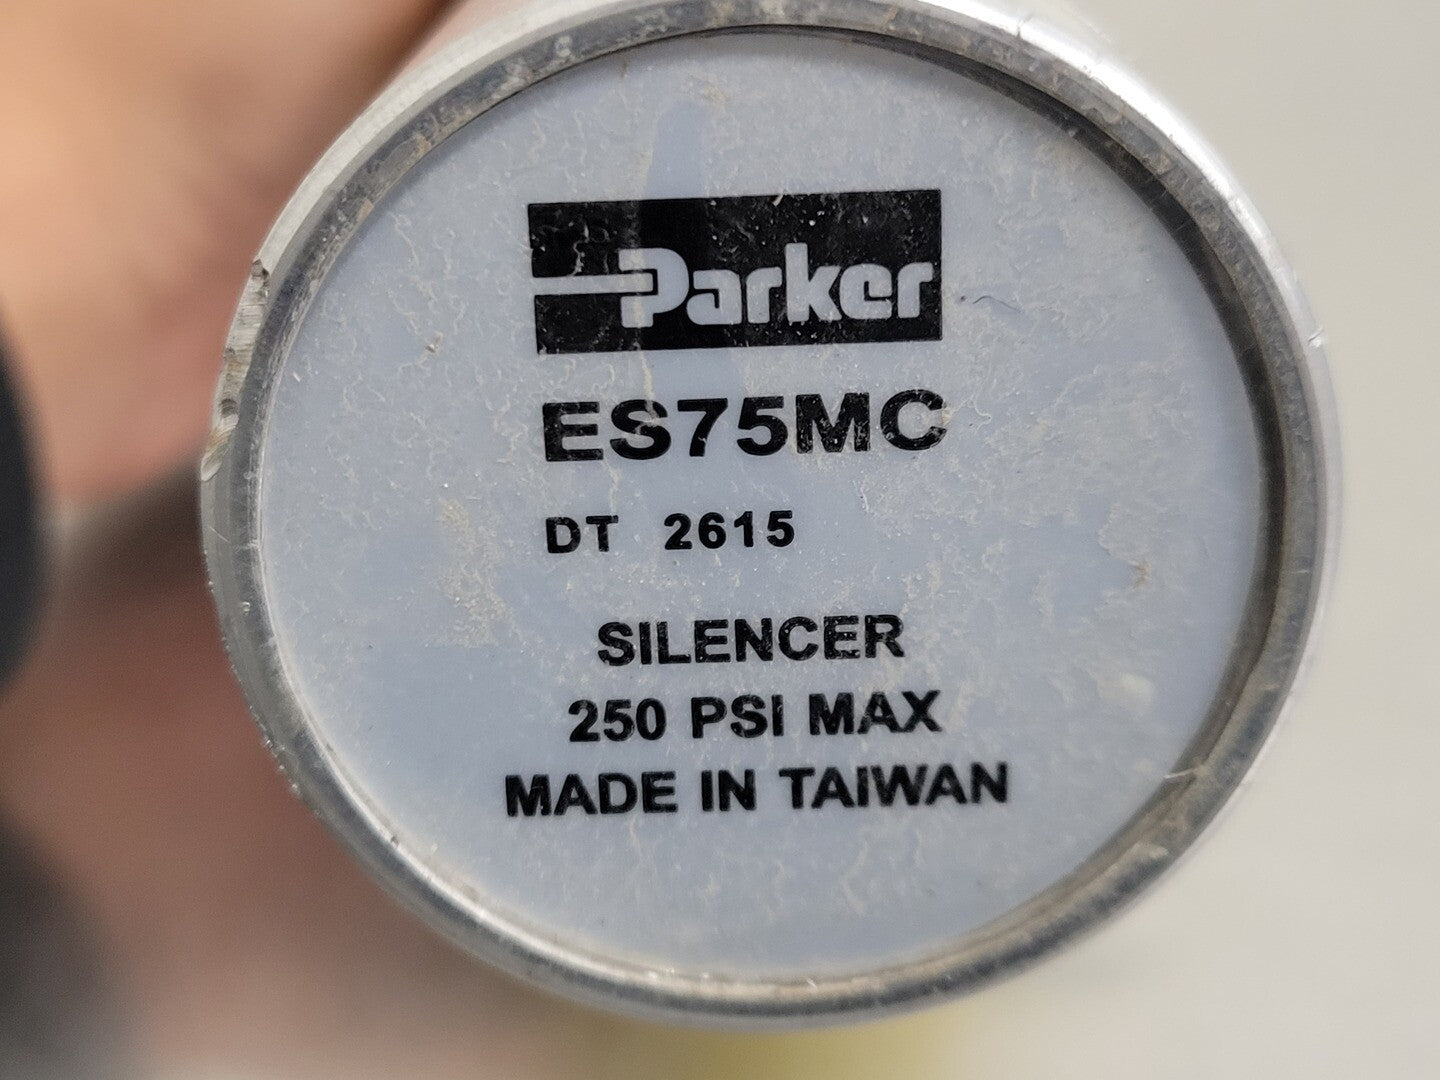 Parker
ES75MC
DT 2615
SILENCER
250 PSI MAX
MADE IN TAIWAN